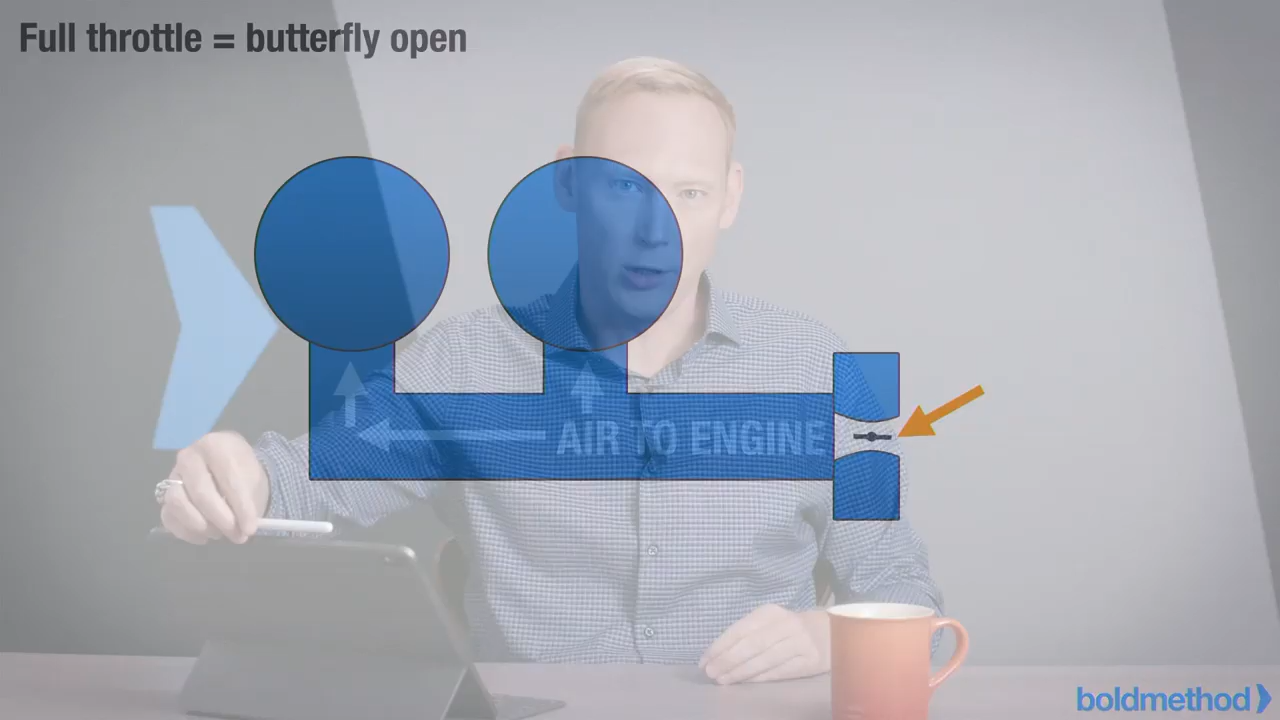 Full throttle = butterfly open
AIR TO ENGINE
boldmethod